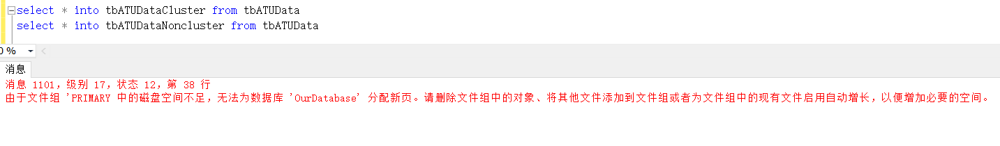 select * into tbATUDataCluster from tbATUData
select * into tbATUDataNoncluster from tbATUData
0 %
消息
消息 1101，级别 17，状态 12，第 38 行
由于文件组 'PRIMARY 中的磁盘空间不足，无法为数据库 'OurDatabase' 分配新页。请删除文件组中的对象、将其他文件添加到文件组或者为文件组中的现有文件启用自动增长，以便增加必要的空间。